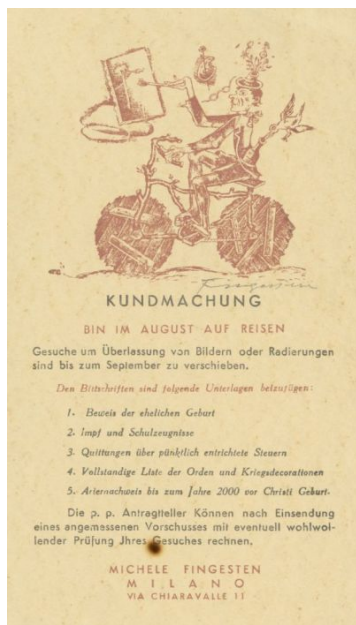 Fingesten
KUNDMACHUNG
BIN IM AUGUST AUF REISEN
Gesuche um Überlassung von Bildern oder Radierungen
sind bis zum September zu verschieben.
Den Bittschriften sind folgende Unterlagen beizufügen:
1- Beweis der ehelichen Geburt
2- Impf und Schulzeugnisse
3- Quittungen über pünktlich entrichtete Steuern
4. Vollstandige Liste der Orden und Kriegsdecorationen
5. Ariernachweis bis zum Jahre 2000 vor Christi Geburt.
Die p. p. Antragstteller Können nach Einsendung
eines angemessenen Vorschusses mit eventuell wohlwol-
lender Prüfung Jhres Gesuches rechnen.
MICHELE FINGESTEN
MILANO
VIA CHIARAVALLE 11